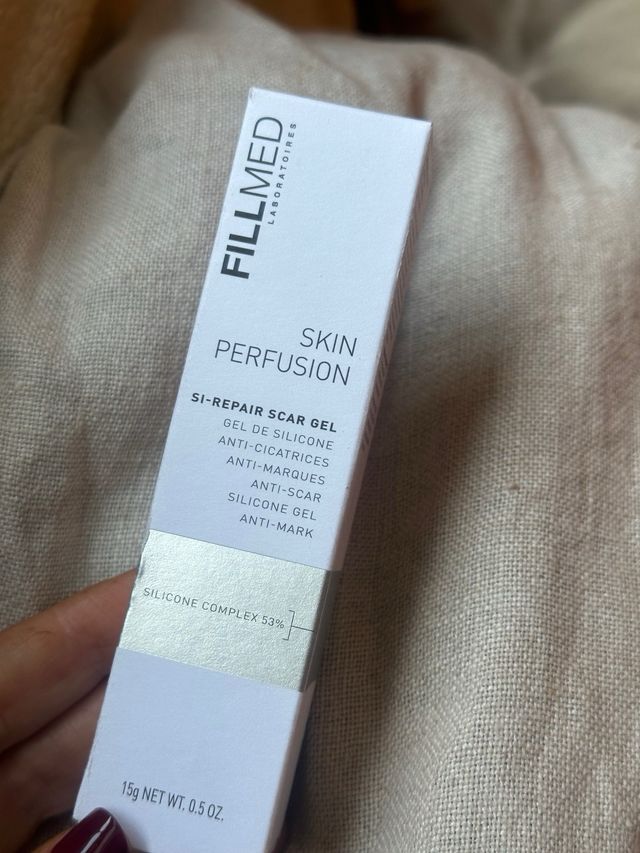 FILLMED
LABORATOIRES
SKIN
PERFUSION
SI-REPAIR SCAR GEL
GEL DE SILICONE
ANTI-CICATRICES
ANTI-MARQUES
ANTI-SCAR
SILICONE GEL
ANTI-MARK
SILICONE COMPLEX 53%
15g NET WT. 0.5 OZ.